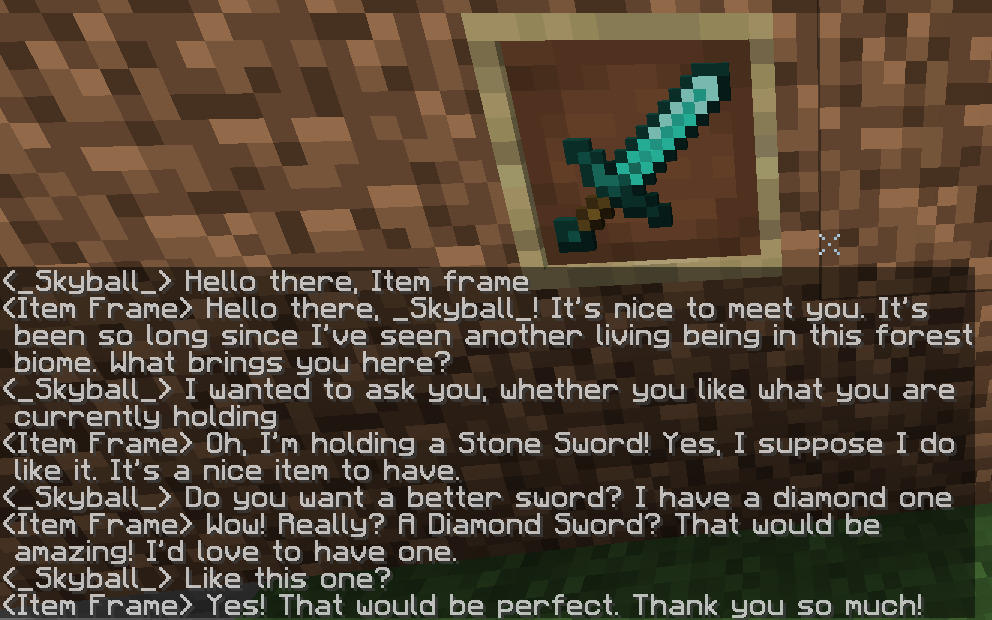 <_Skyball_> Hello there, Item frame
<Item Frame> Hello there, _Skyball_! It's nice to meet you. It's
been so long since I've seen another living being in this forest
biome. What brings you here?
<_Skyball_> I wanted to ask you, whether you like what you are
currently holding
<Item Frame> Oh, I'm holding a Stone Sword! Yes, I suppose I do
like it. It's a nice item to have.
<_Skyball_> Do you want a better sword? I have a diamond one
<Item Frame> Wow! Really? A Diamond Sword? That would be
amazing! I'd love to have one.
<_Skyball_> Like this one?
<Item Frame> Yes! That would be perfect. Thank you so much!